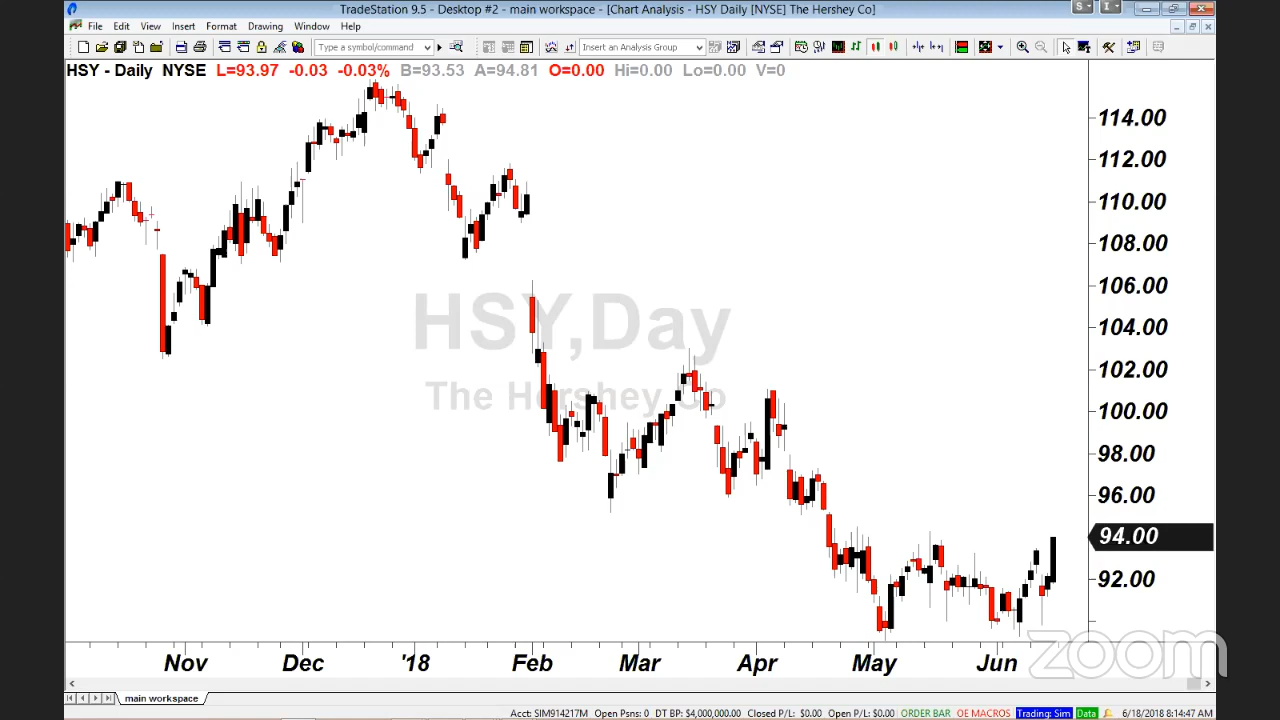 TradeStation 9.5 - Desktop #2 - main workspace - [Chart Analysis - HSY Daily [NYSE] The Hershey Co]
S
I
File Edit View Insert Format Drawing Window Help
Type a symbol/command
Insert an Analysis Group
HSY - Daily NYSE L=93.97 -0.03 -0.03% B=93.53 A=94.81 O=0.00 Hi=0.00 Lo=0.00 V=0
114.00
112.00
110.00
108.00
106.00
HSY,Day
104.00
102.00
The Hershey Co
100.00
98.00
96.00
94.00
92.00
zoom
Nov Dec '18 Feb Mar Apr May Jun
main workspace
Acct: SIM914217M Open Psns: 0 DT BP: $4,000,000.00 Closed P/L: $0.00 Open P/L: $0.00 ORDER BAR OE MACROS Trading: Sim Data 6/18/2018 8:14:47 AM